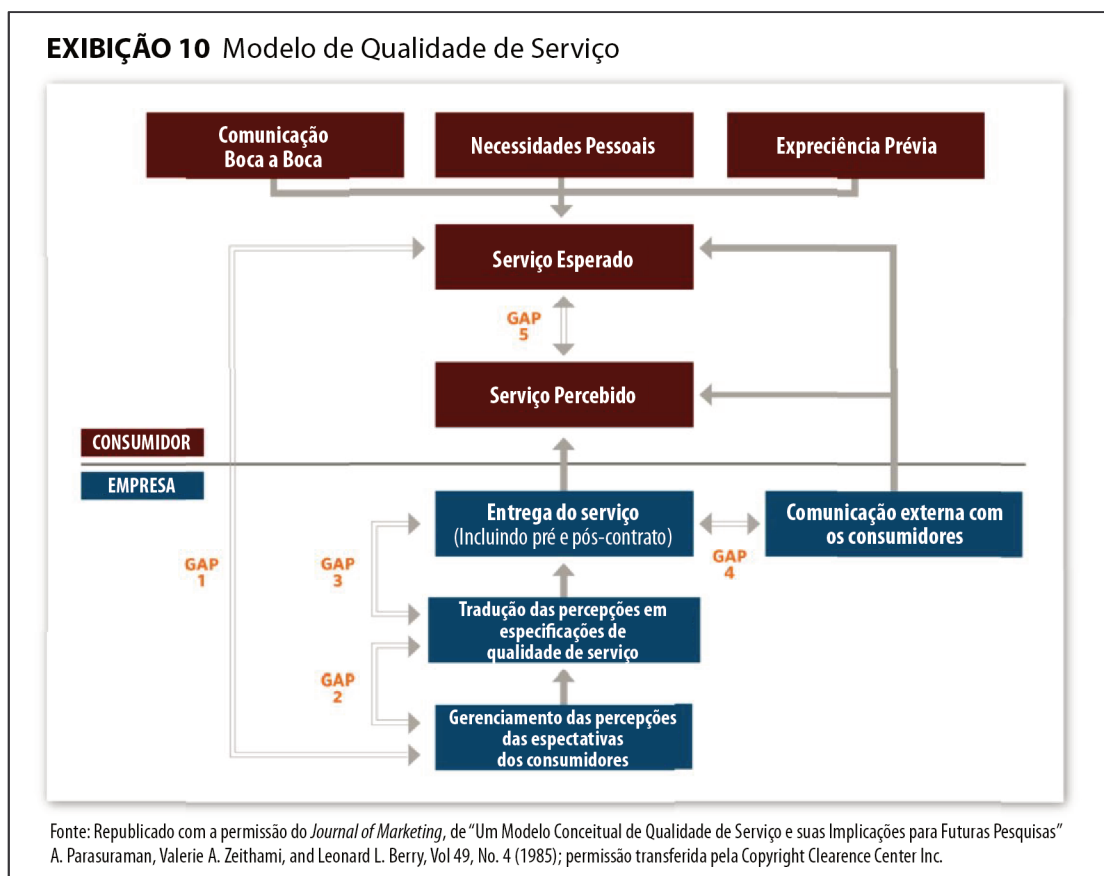 EXIBIÇÃO 10 Modelo de Qualidade de Serviço
Comunicação
Boca a Boca
Necessidades Pessoais
Expreciência Prévia
Serviço Esperado
GAP
5
Serviço Percebido
CONSUMIDOR
EMPRESA
Entrega do serviço
(Incluindo pré e pós-contrato)
Comunicação externa com
os consumidores
GAP
1
GAP
3
GAP
4
Tradução das percepções em
especificações de
qualidade de serviço
GAP
2
Gerenciamento das percepções
das espectativas
dos consumidores
Fonte: Republicado com a permissão do Journal of Marketing, de “Um Modelo Conceitual de Qualidade de Serviço e suas Implicações para Futuras Pesquisas”
A. Parasuraman, Valerie A. Zeithami, and Leonard L. Berry, Vol 49, No. 4 (1985); permissão transferida pela Copyright Clearence Center Inc.